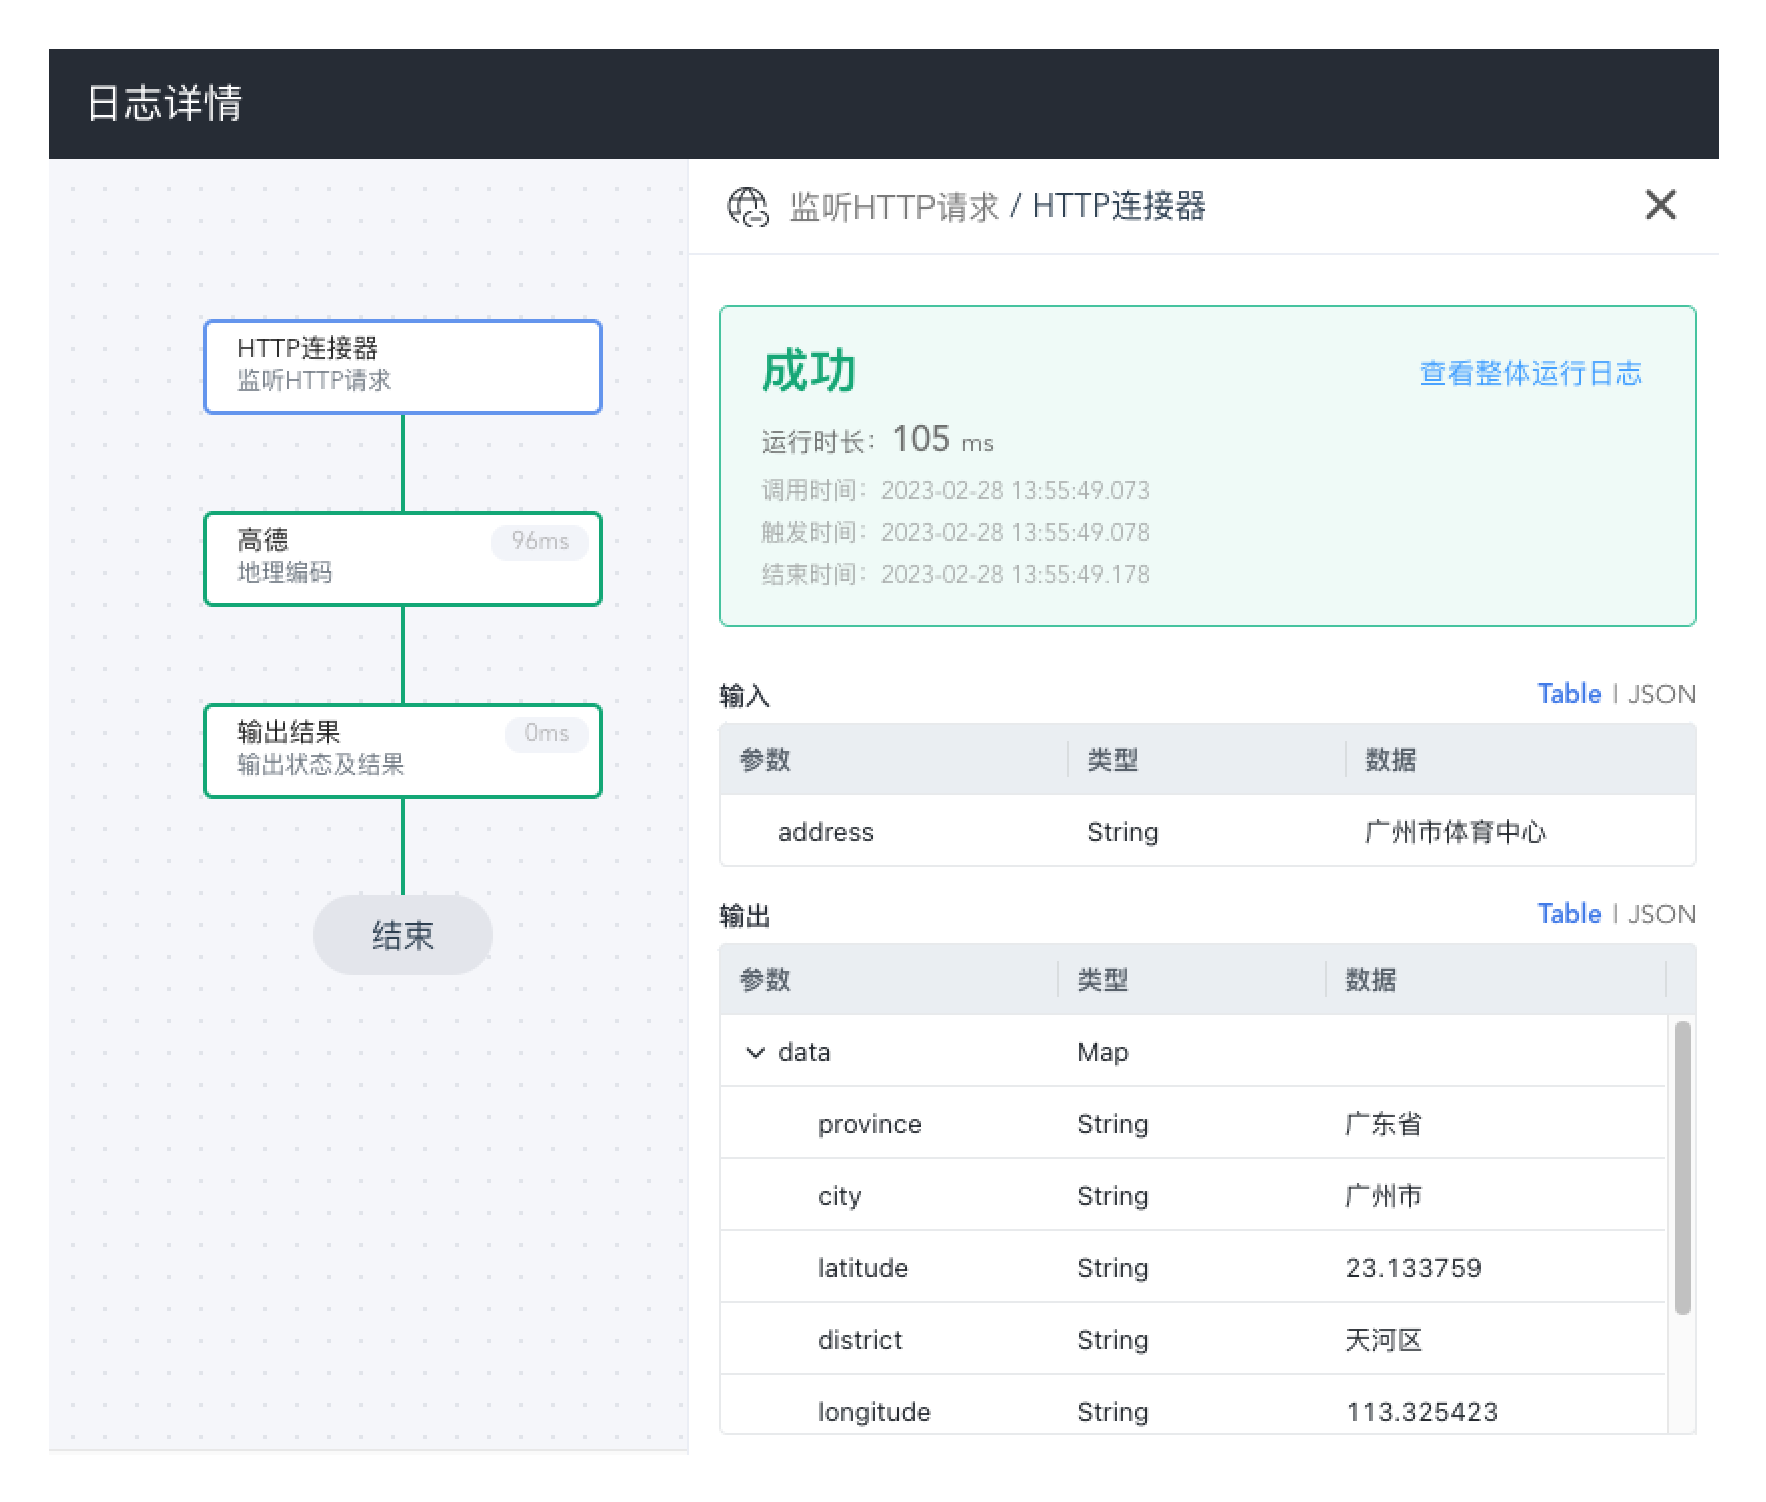 日志详情
HTTP连接器
监听HTTP请求
高德
96ms
地理编码
输出结果
0ms
输出状态及结果
结束
监听HTTP请求 / HTTP连接器
成功
查看整体运行日志
运行时长： 105 ms
调用时间： 2023-02-28 13:55:49.073
触发时间： 2023-02-28 13:55:49.078
结束时间： 2023-02-28 13:55:49.178
输入 Table | JSON
参数 类型 数据
address String 广州市体育中心
输出 Table | JSON
参数 类型 数据
data Map
province String 广东省
city String 广州市
latitude String 23.133759
district String 天河区
longitude String 113.325423